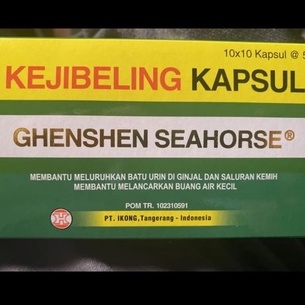 10x10 Kapsul @ 5
KEJIBELING KAPSUL
GHENSHEN SEAHORSE®
MEMBANTU MELURUHKAN BATU URIN DI GINJAL DAN SALURAN KEMIH
MEMBANTU MELANCARKAN BUANG AIR KECIL
POM TR. 102310591
PT. IKONG,Tangerang - Indonesia